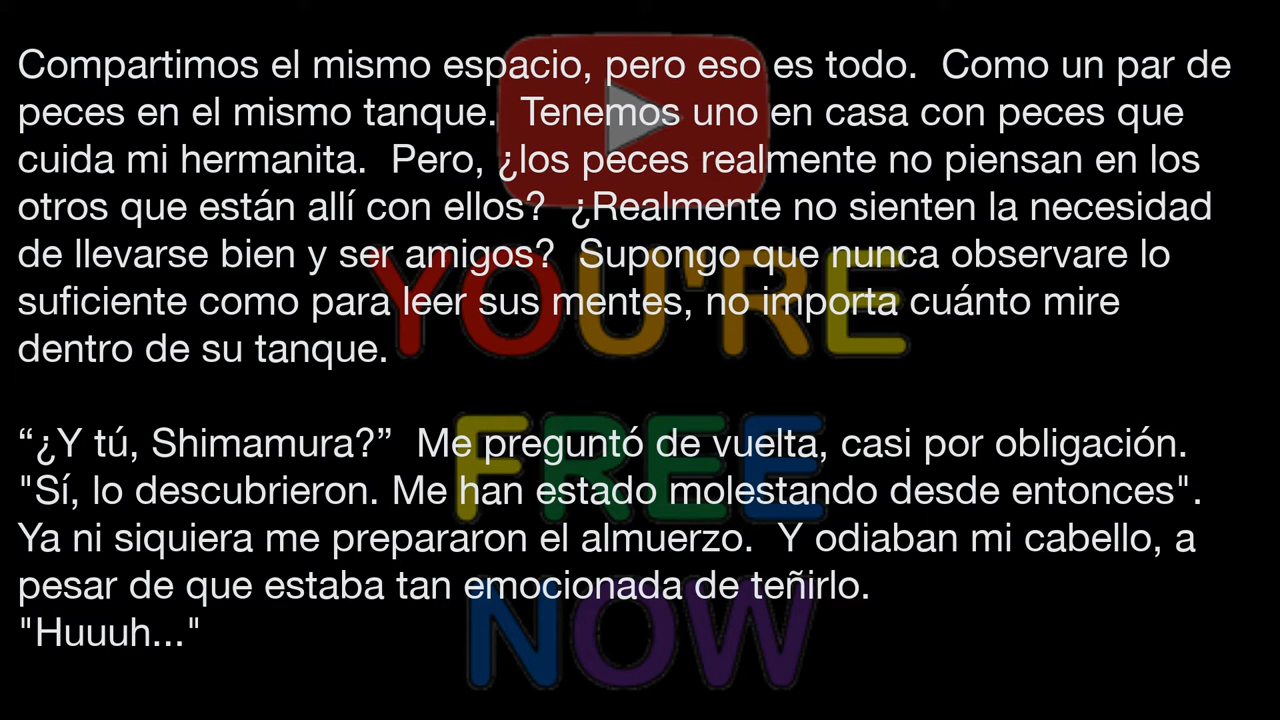 Compartimos el mismo espacio, pero eso es todo.  Como un par de
peces en el mismo tanque.  Tenemos uno en casa con peces que
cuida mi hermanita.  Pero, ¿los peces realmente no piensan en los
otros que están allí con ellos?  ¿Realmente no sienten la necesidad
de llevarse bien y ser amigos?  Supongo que nunca observare lo
suficiente como para leer sus mentes, no importa cuánto mire
dentro de su tanque.
“¿Y tú, Shimamura?”  Me preguntó de vuelta, casi por obligación.
"Sí, lo descubrieron. Me han estado molestando desde entonces".
Ya ni siquiera me prepararon el almuerzo.  Y odiaban mi cabello, a
pesar de que estaba tan emocionada de teñirlo.
"Huuuh..."
YOU'RE
FREE
NOW